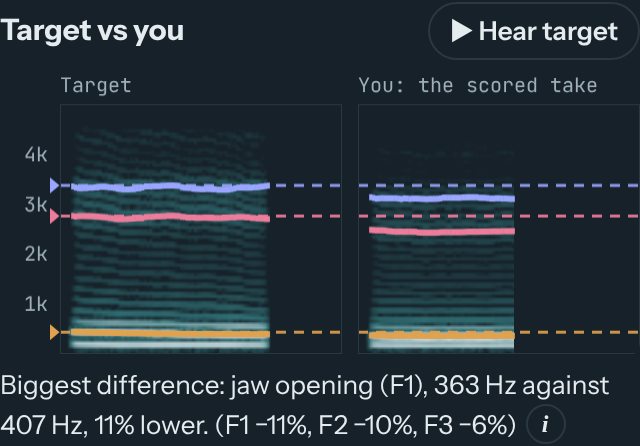 Target vs you
▶ Hear target
Target
You: the scored take
4k
3k
2k
1k
Biggest difference: jaw opening (F1), 363 Hz against
407 Hz, 11% lower. (F1 −11%, F2 −10%, F3 −6%) i